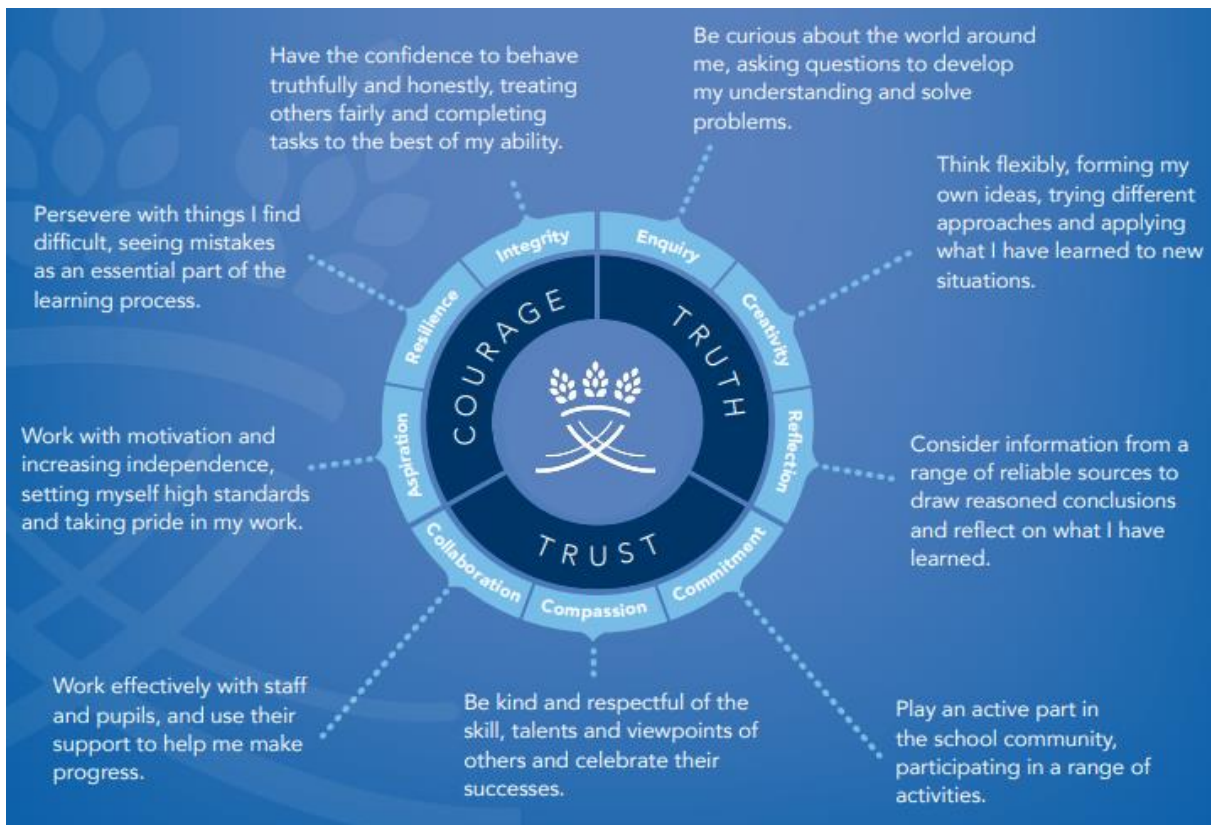 Have the confidence to behave
truthfully and honestly, treating
others fairly and completing
tasks to the best of my ability.
Be curious about the world around
me, asking questions to develop
my understanding and solve
problems.
Think flexibly, forming my
own ideas, trying different
approaches and applying
what I have learned to new
situations.
Persevere with things I find
difficult, seeing mistakes
as an essential part of the
learning process.
Integrity
Enquiry
Resilience
Creativity
COURAGE
TRUTH
Aspiration
Reflection
Work with motivation and
increasing independence,
setting myself high standards
and taking pride in my work.
Consider information from a
range of reliable sources to
draw reasoned conclusions
and reflect on what I have
learned.
TRUST
Collaboration
Compassion
Commitment
Work effectively with staff
and pupils, and use their
support to help me make
progress.
Be kind and respectful of the
skill, talents and viewpoints of
others and celebrate their
successes.
Play an active part in
the school community,
participating in a range of
activities.